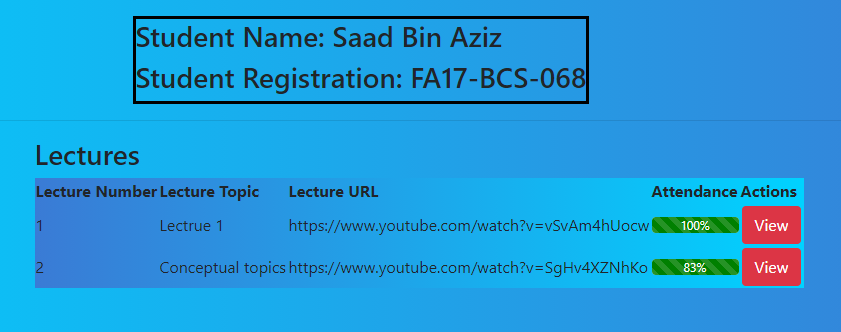 Student Name: Saad Bin Aziz
Student Registration: FA17-BCS-068
Lectures
Lecture Number Lecture Topic Lecture URL Attendance Actions
1 Lectrue 1 https://www.youtube.com/watch?v=vSvAm4hUocw 100% View
2 Conceptual topics https://www.youtube.com/watch?v=SgHv4XZNhKo 83% View